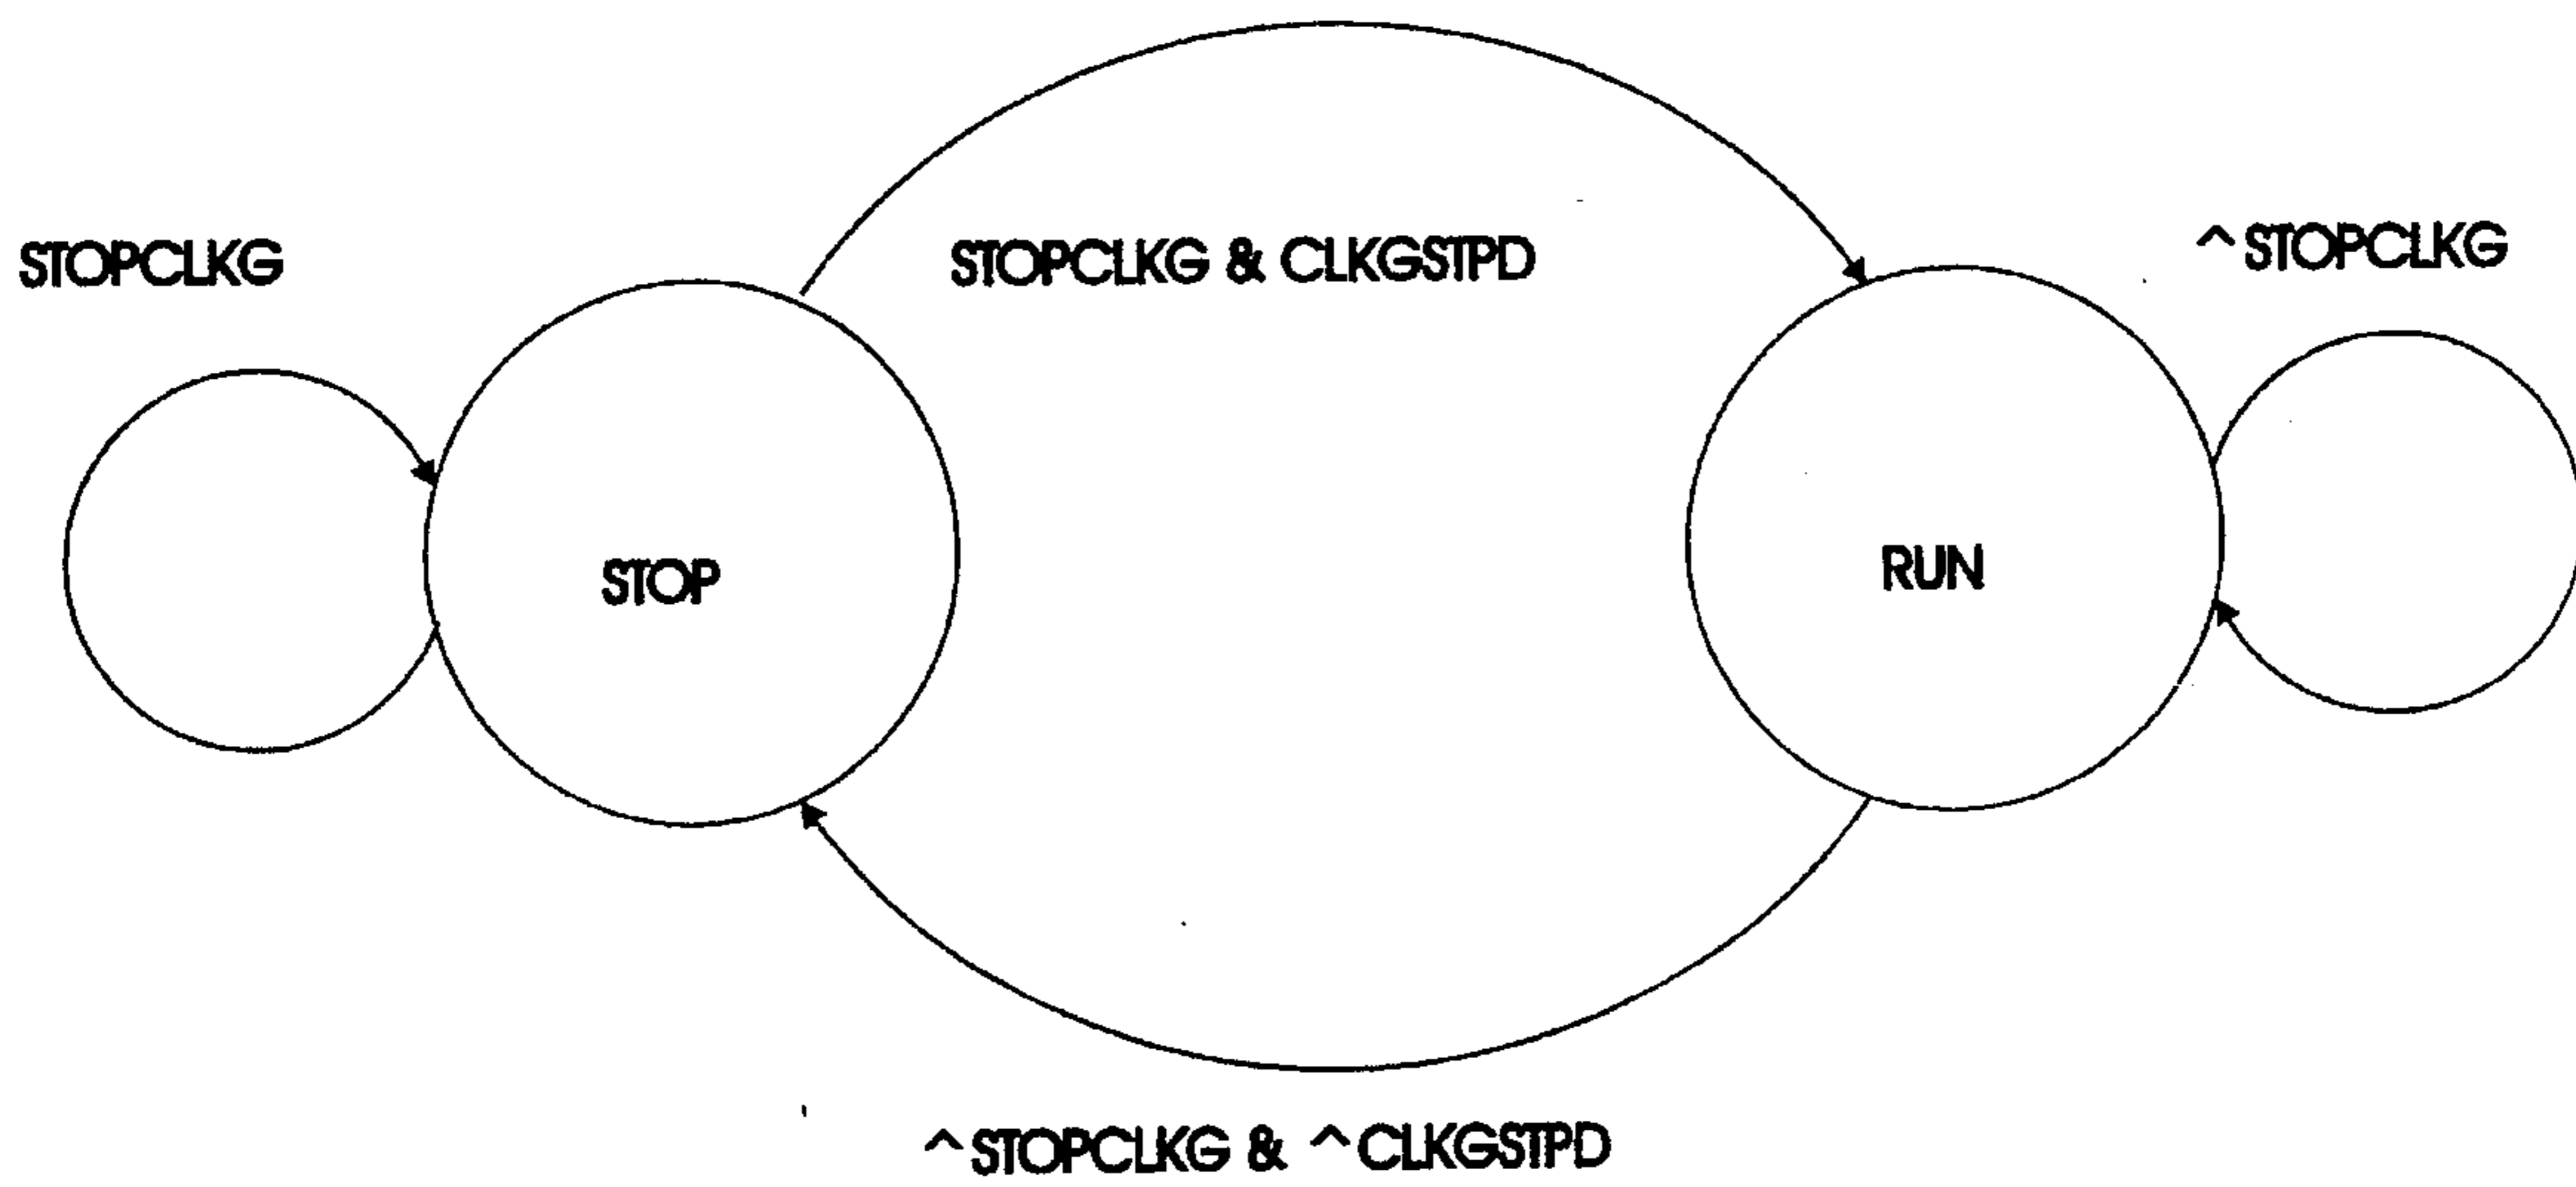 STOPCLKG
STOPCLKG & CLKGSTPD
^STOPCLKG
STOP
RUN
^STOPCLKG & ^CLKGSTPD